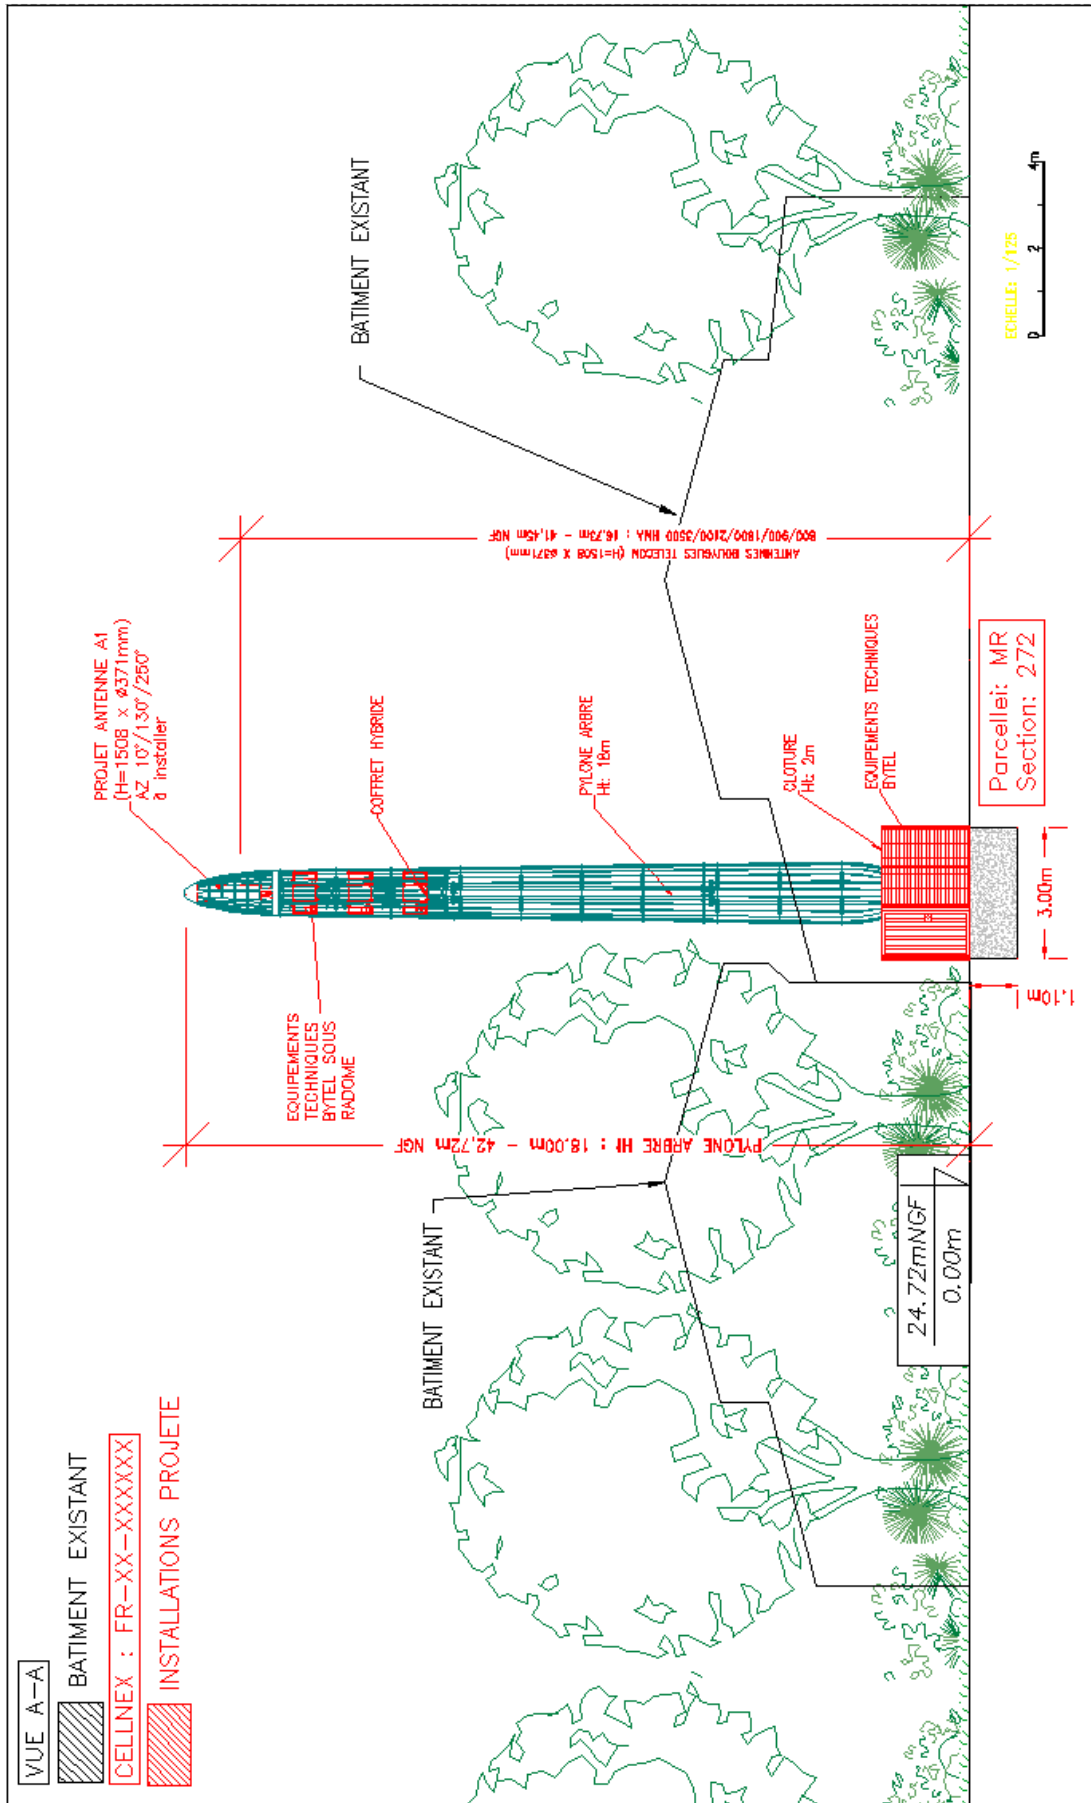 VUE A-A
BATIMENT EXISTANT
CELLNEX : FR-XX-XXXXXX
INSTALLATIONS PROJETE
PROJET ANTENNE A1
(H=1508 x Ø371mm)
AZ 10°/130°/250°
à installer
EQUIPEMENTS
TECHNIQUES
BYTEL SOUS
RADOME
COFFRET HYBRIDE
BATIMENT EXISTANT
BATIMENT EXISTANT
PYLONE ARBRE Ht : 18.00m - 42,72m NGF
ANTENNES BOUYGUES TELECOM (H=1508 X Ø371mm)
800/900/1800/2100/3500 HNA : 16.73m - 41,45m NGF
PYLONE ARBRE
Ht: 18m
CLOTURE
Ht: 2m
EQUIPEMENTS TECHNIQUES
BYTEL
24.72mNGF
0.00m
1.10m
3.00m
Parcellei: MR
Section: 272
ECHELLE: 1/125
0 2 4m